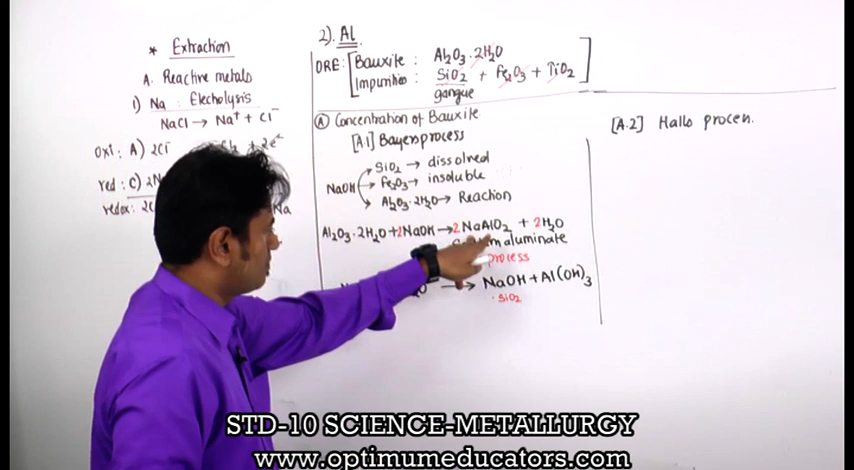 * Extraction
A. Reactive metals
1) Na : Electrolysis
NaCl → Na⁺ + Cl⁻
Oxi : A) 2Cl + 2e⁻
red : C) 2N
redox: 2C Na
2). Al
ORE: Bauxite : Al₂O₃ · 2H₂O
Impurities : SiO₂ + Fe₂O₃ + TiO₂
gangue
(A) Concentration of Bauxite
[A.1] Bayers process
SiO₂ → dissolved
NaOH Fe₂O₃ → insoluble
Al₂O₃ · 2H₂O → Reaction
Al₂O₃ · 2H₂O + 2NaOH → 2 NaAlO₂ + 2H₂O
aluminate
process
→ NaOH + Al(OH)₃
· SiO₂
[A.2] Halls process.
STD-10 SCIENCE-METALLURGY
www.optimumeducators.com